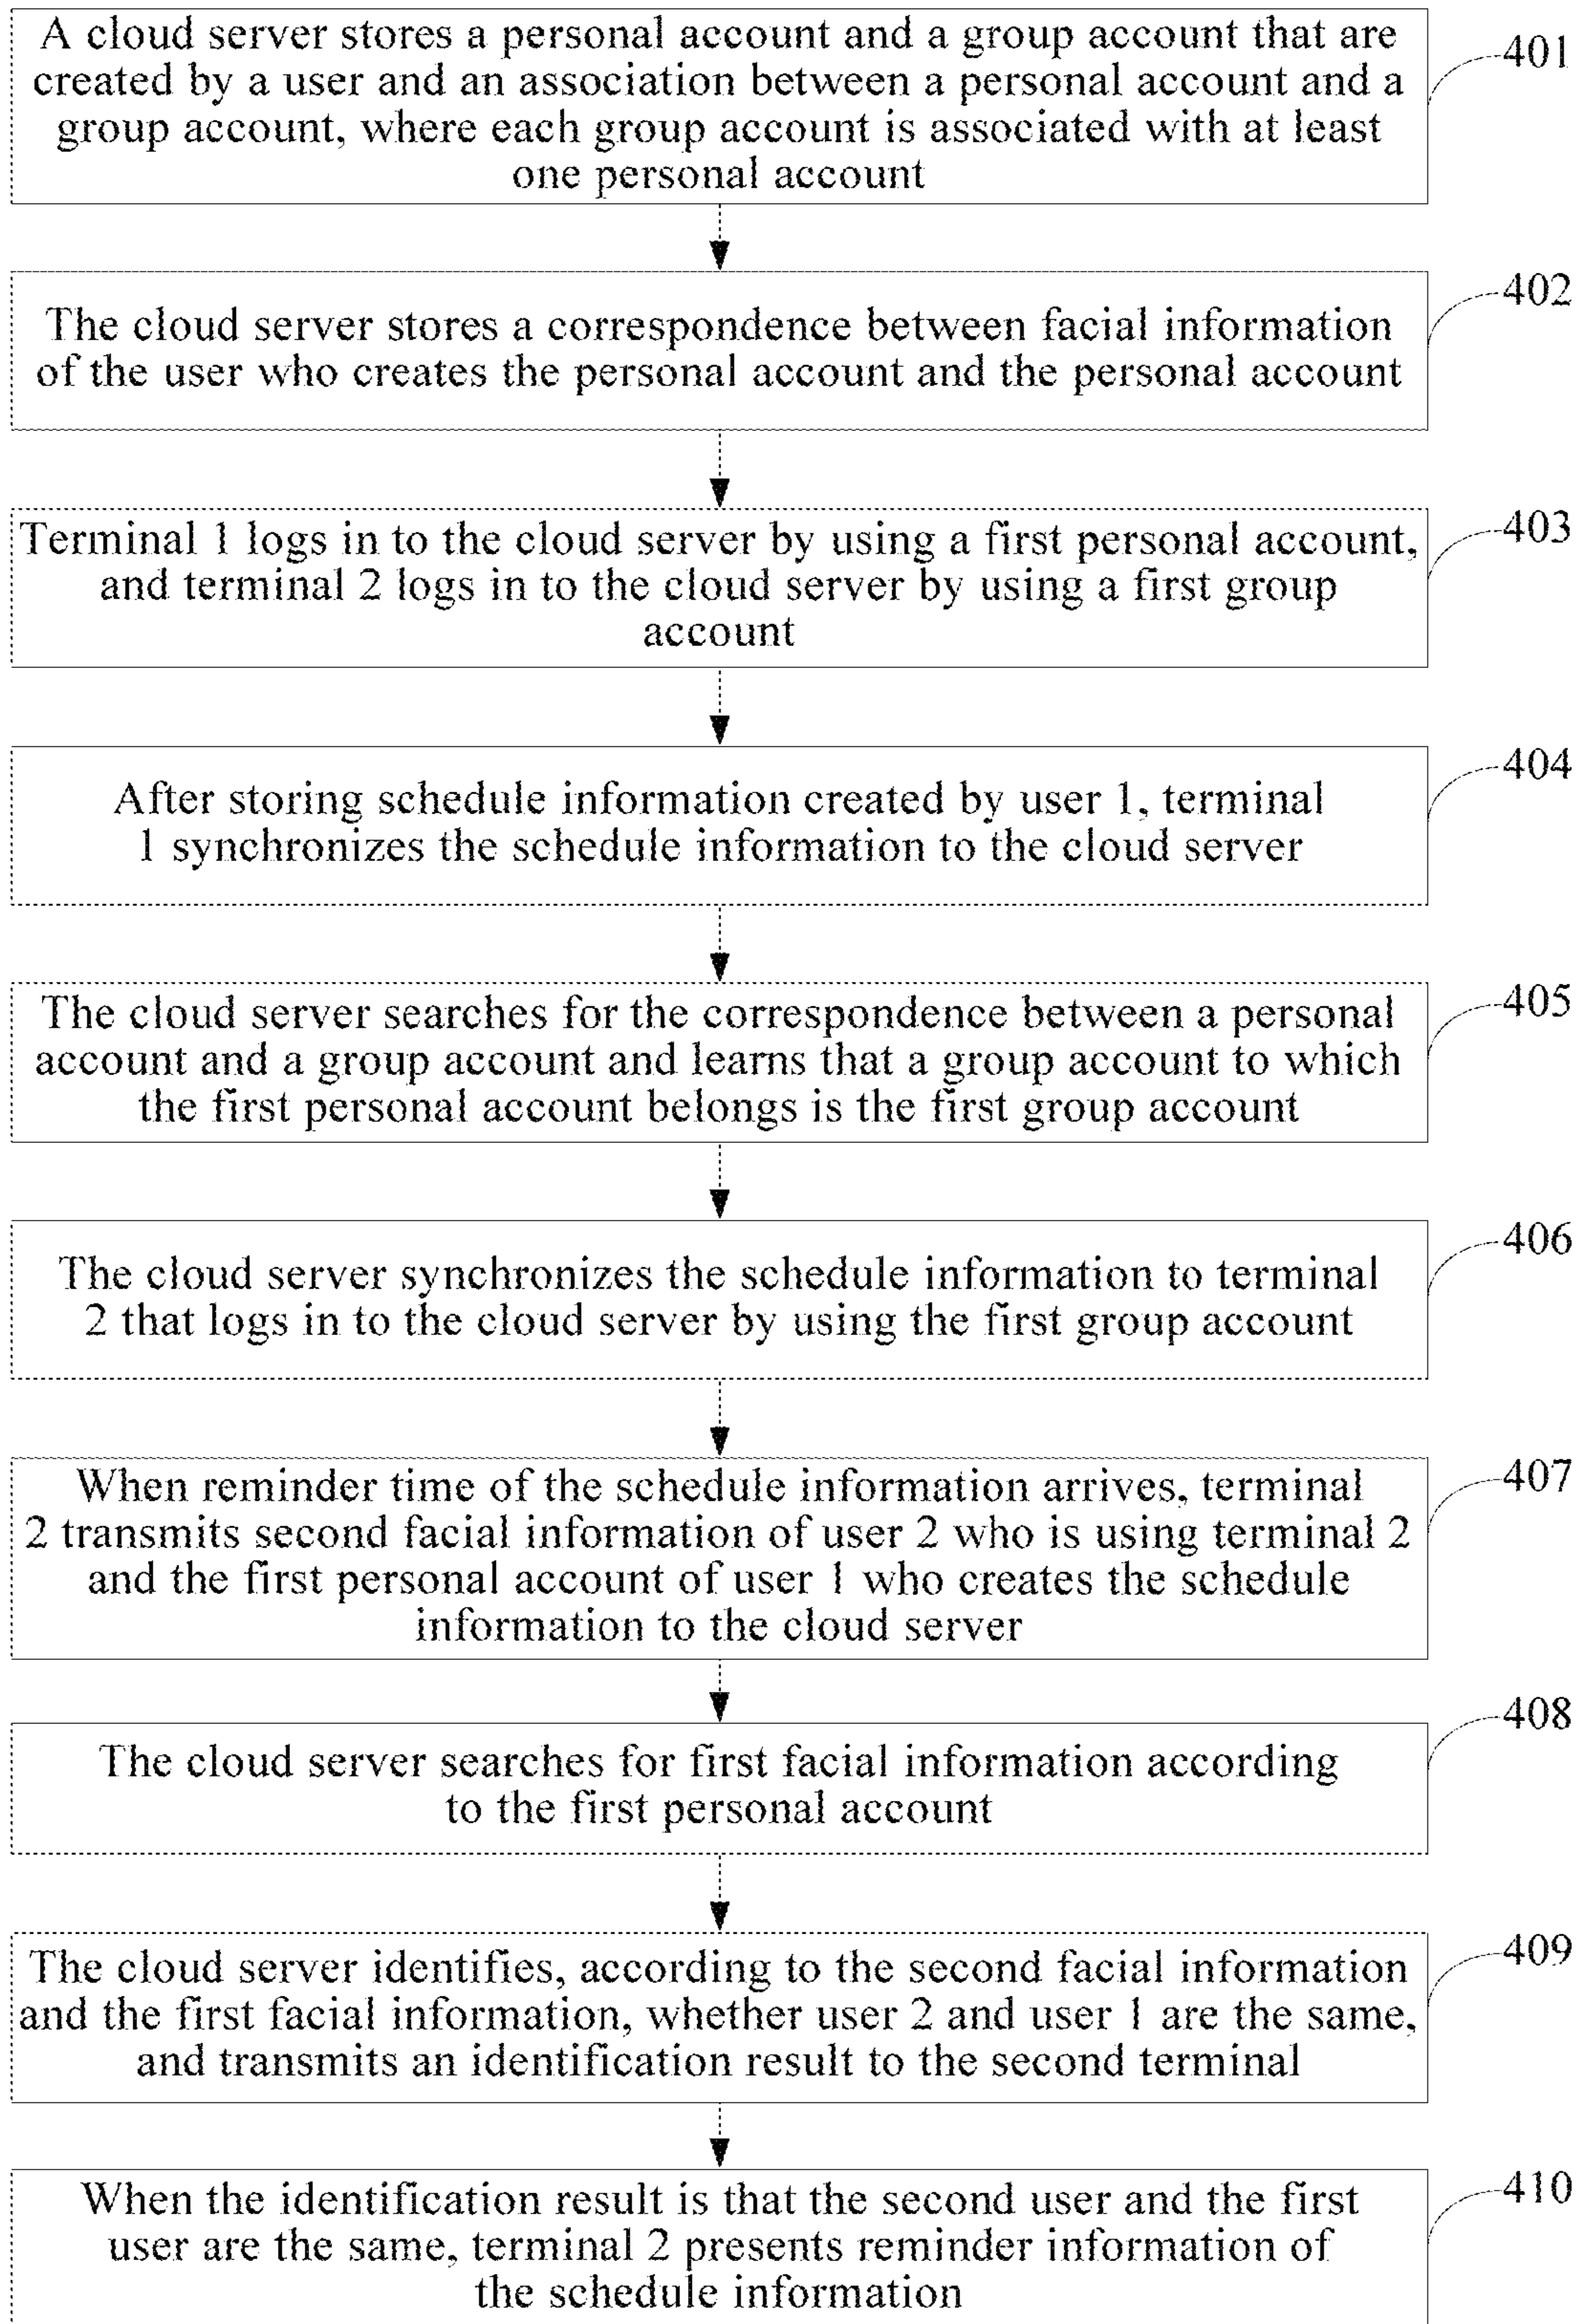 A cloud server stores a personal account and a group account that are
created by a user and an association between a personal account and a
group account, where each group account is associated with at least
one personal account
401
The cloud server stores a correspondence between facial information
of the user who creates the personal account and the personal account
402
Terminal 1 logs in to the cloud server by using a first personal account,
and terminal 2 logs in to the cloud server by using a first group
account
403
After storing schedule information created by user 1, terminal
1 synchronizes the schedule information to the cloud server
404
The cloud server searches for the correspondence between a personal
account and a group account and learns that a group account to which
the first personal account belongs is the first group account
405
The cloud server synchronizes the schedule information to terminal
2 that logs in to the cloud server by using the first group account
406
When reminder time of the schedule information arrives, terminal
2 transmits second facial information of user 2 who is using terminal 2
and the first personal account of user 1 who creates the schedule
information to the cloud server
407
The cloud server searches for first facial information according
to the first personal account
408
The cloud server identifies, according to the second facial information
and the first facial information, whether user 2 and user 1 are the same,
and transmits an identification result to the second terminal
409
When the identification result is that the second user and the first
user are the same, terminal 2 presents reminder information of
the schedule information
410